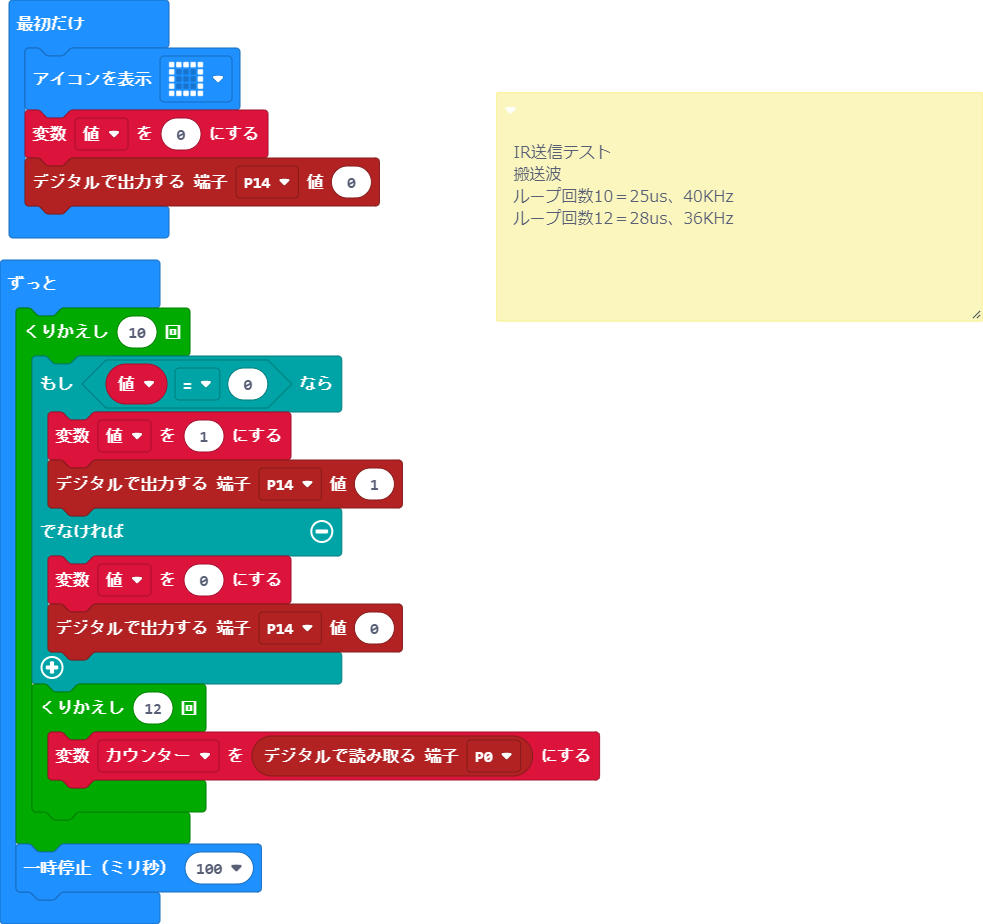 最初だけ
アイコンを表示
変数 値 を 0 にする
デジタルで出力する 端子 P14 値 0
IR送信テスト
搬送波
ループ回数10＝25us、40KHz
ループ回数12＝28us、36KHz
ずっと
くりかえし 10 回
もし 値 = 0 なら
変数 値 を 1 にする
デジタルで出力する 端子 P14 値 1
でなければ
変数 値 を 0 にする
デジタルで出力する 端子 P14 値 0
くりかえし 12 回
変数 カウンター を デジタルで読み取る 端子 P0 にする
一時停止（ミリ秒） 100